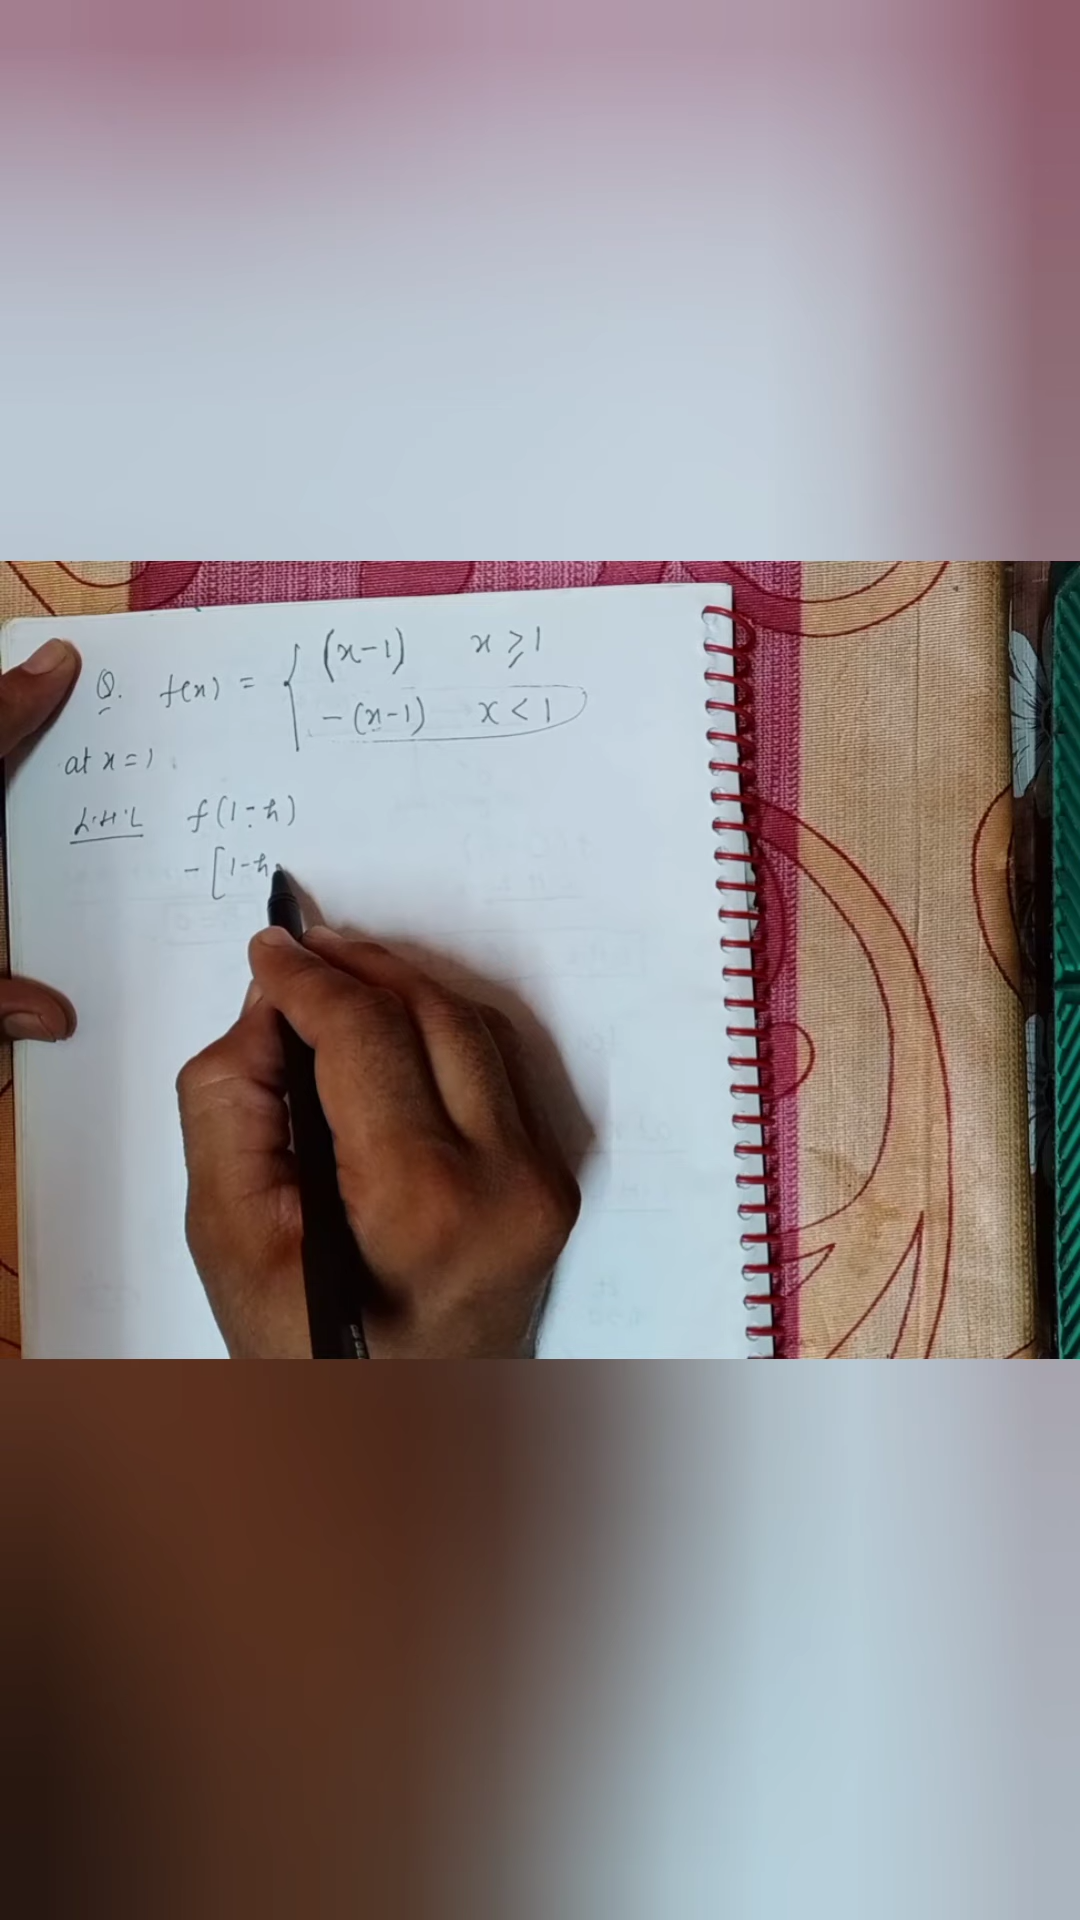 Q. f(x) = { (x-1) x ≥ 1
-(x-1) x < 1
at x = 1.
L.H.L f(1-h)
- [1-h